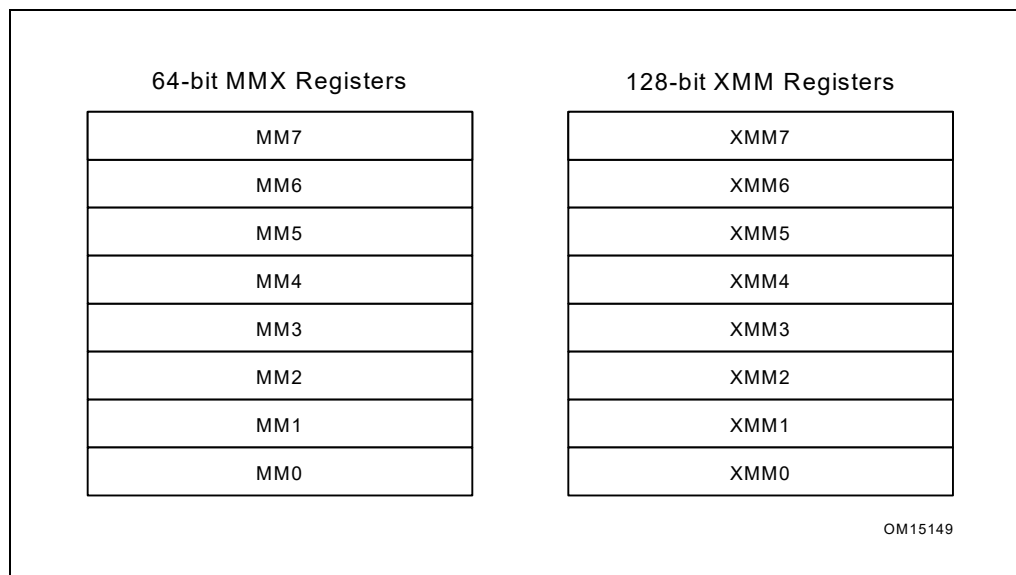 64-bit MMX Registers
MM7
MM6
MM5
MM4
MM3
MM2
MM1
MM0
128-bit XMM Registers
XMM7
XMM6
XMM5
XMM4
XMM3
XMM2
XMM1
XMM0
OM15149